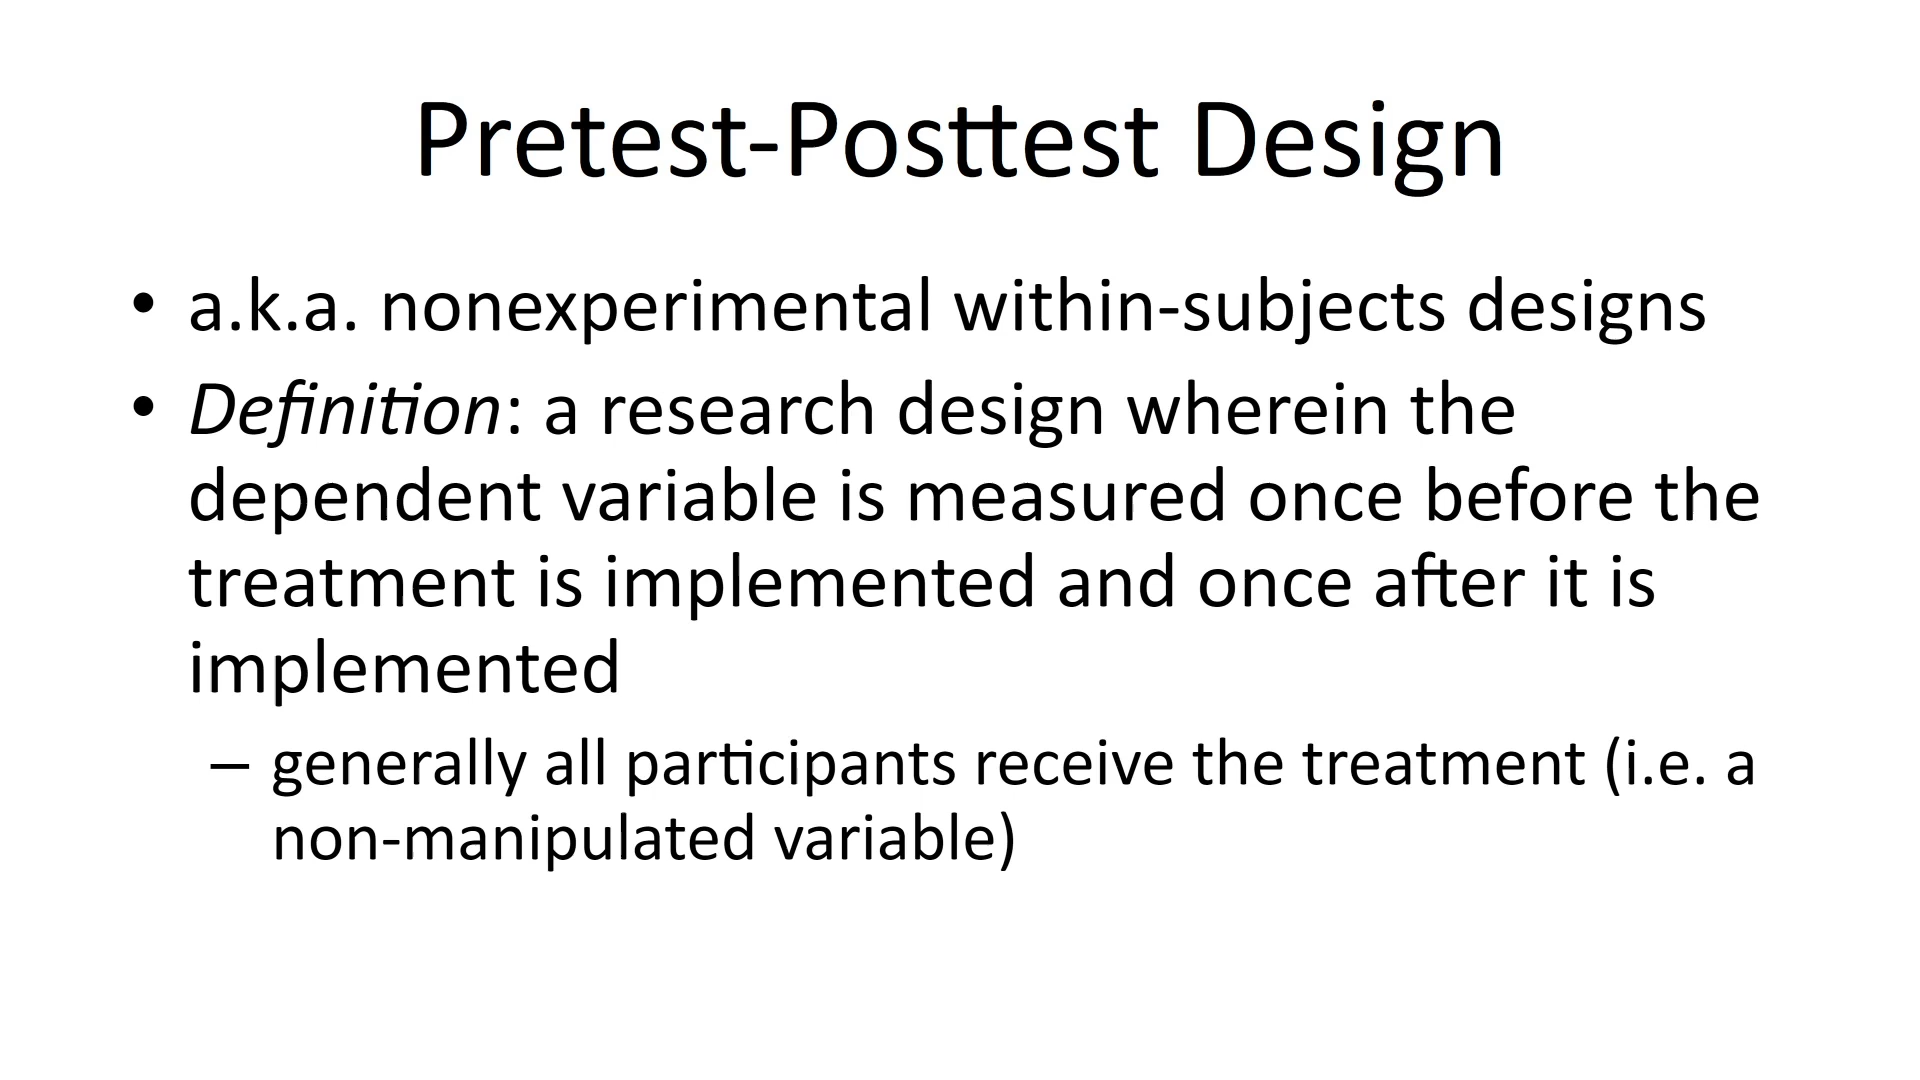 Pretest-Posttest Design
• a.k.a. nonexperimental within-subjects designs
• Definition: a research design wherein the
dependent variable is measured once before the
treatment is implemented and once after it is
implemented
– generally all participants receive the treatment (i.e. a
non-manipulated variable)